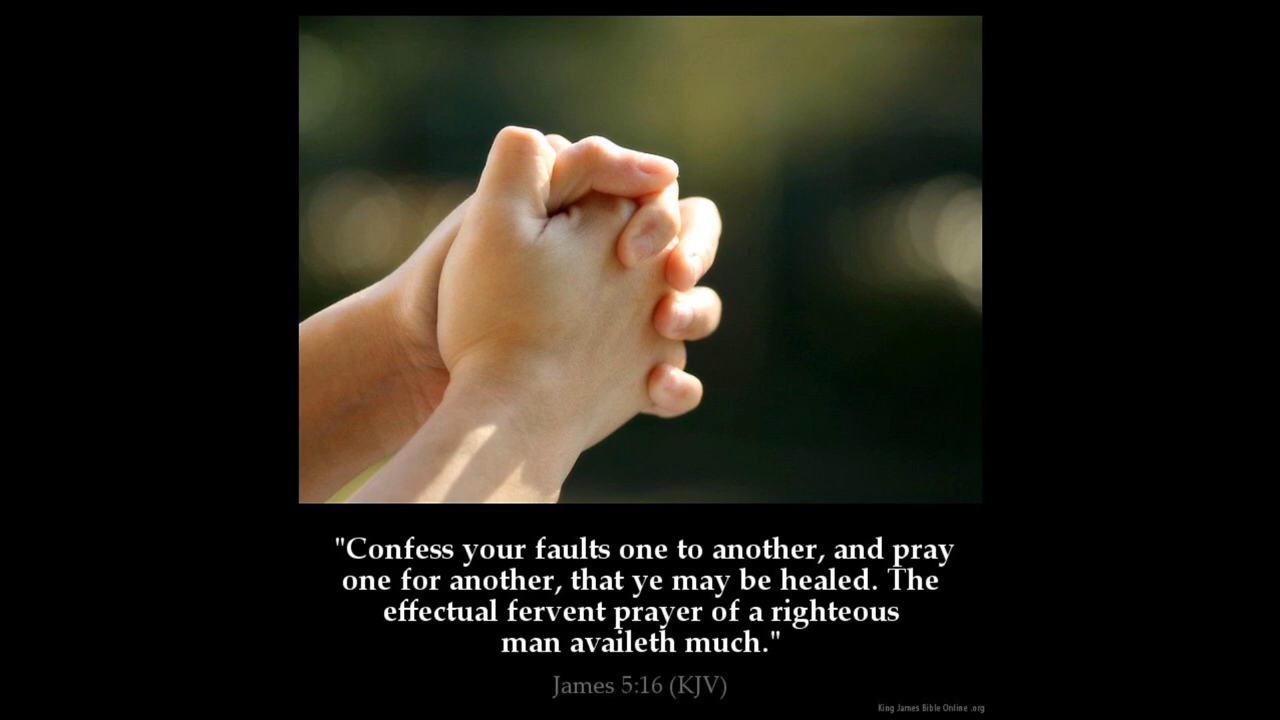 "Confess your faults one to another, and pray
one for another, that ye may be healed. The
effectual fervent prayer of a righteous
man availeth much."
James 5:16 (KJV)
King James Bible Online .org